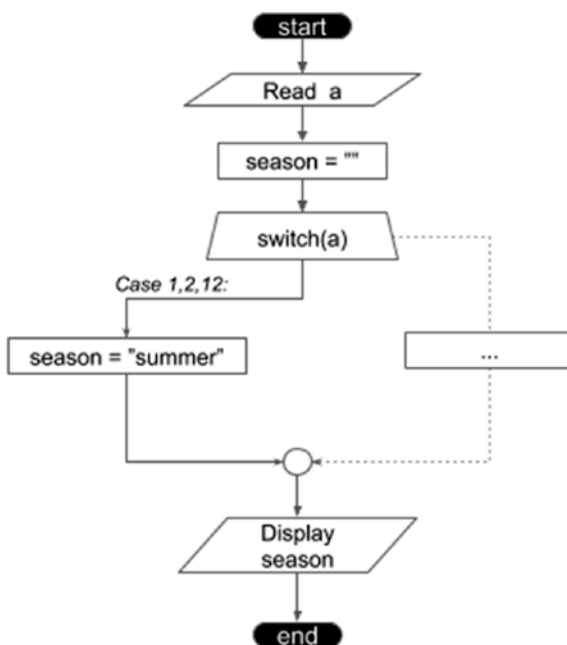 start
Read a
season = ""
switch(a)
Case 1,2,12:
season = "summer"
...
Display
season
end